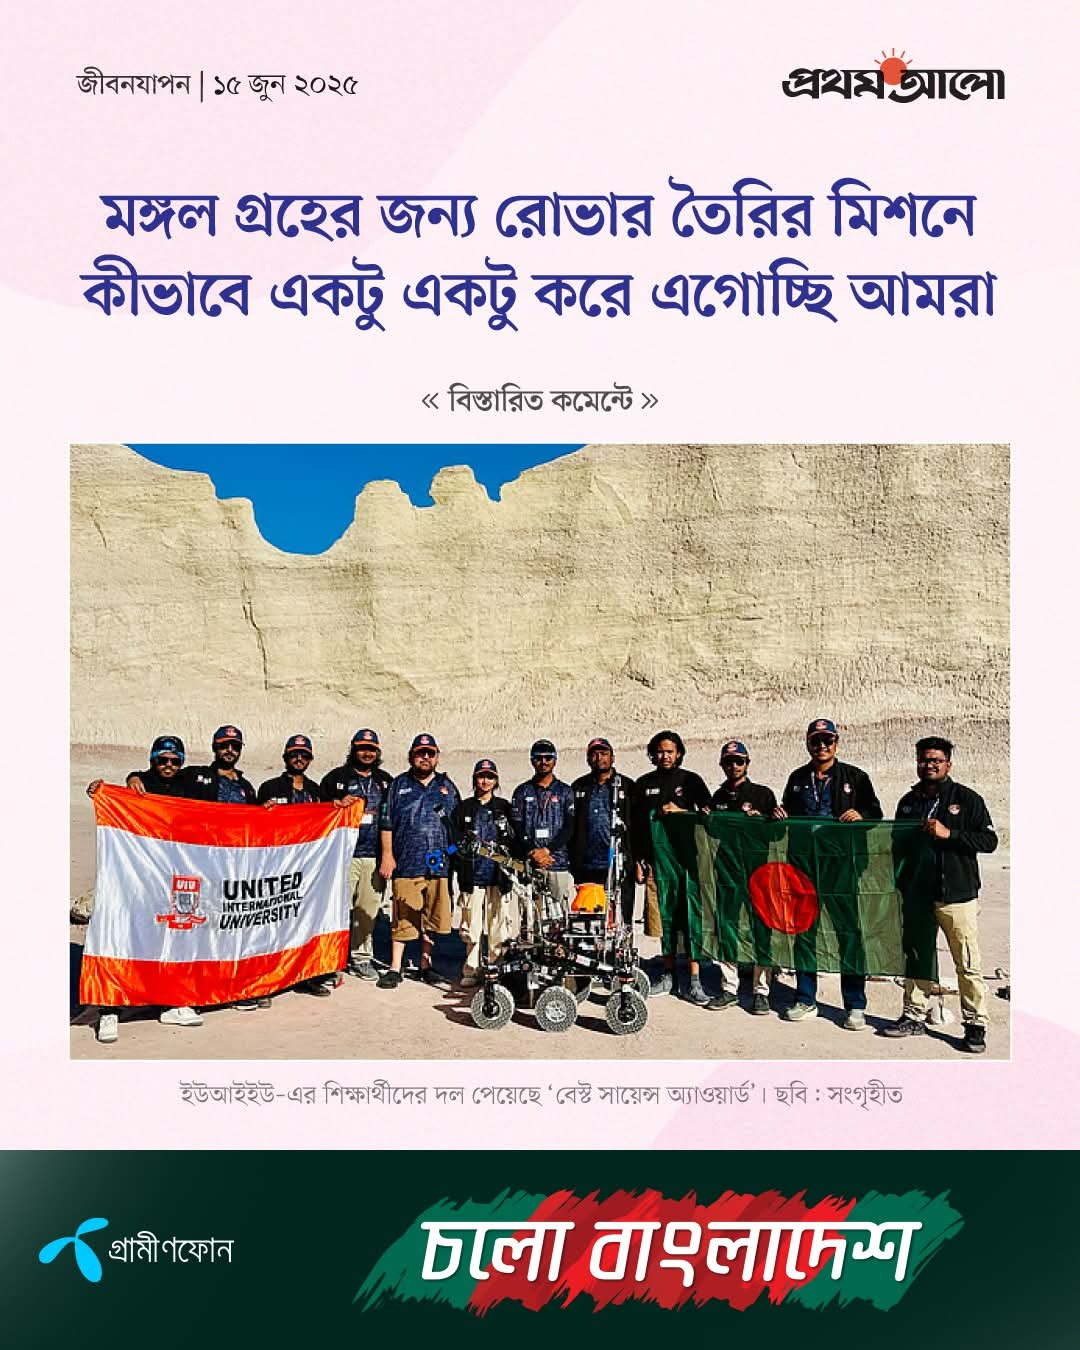 জীবনযাপন | ১৫ জুন ২০২৫
প্রথম আলো
মঙ্গল গ্রহের জন্য রোভার তৈরির মিশনে
কীভাবে একটু একটু করে এগোচ্ছি আমরা
« বিস্তারিত কমেন্টে »
UIU
UNITED
INTERNATIONAL
UNIVERSITY
ইউআইইউ-এর শিক্ষার্থীদের দল পেয়েছে ‘বেস্ট সায়েন্স অ্যাওয়ার্ড’। ছবি : সংগৃহীত
গ্রামীণফোন
চলো বাংলাদেশ